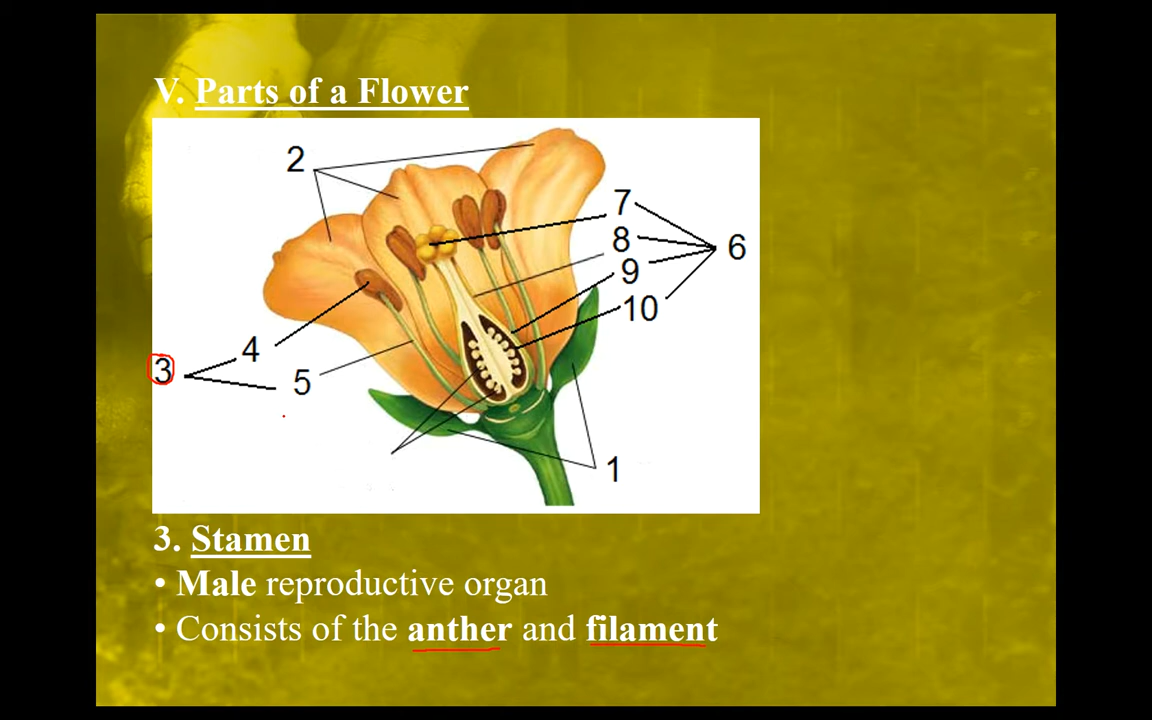 V. Parts of a Flower
2
7
8
6
9
10
4
3
5
1
3. Stamen
• Male reproductive organ
• Consists of the anther and filament